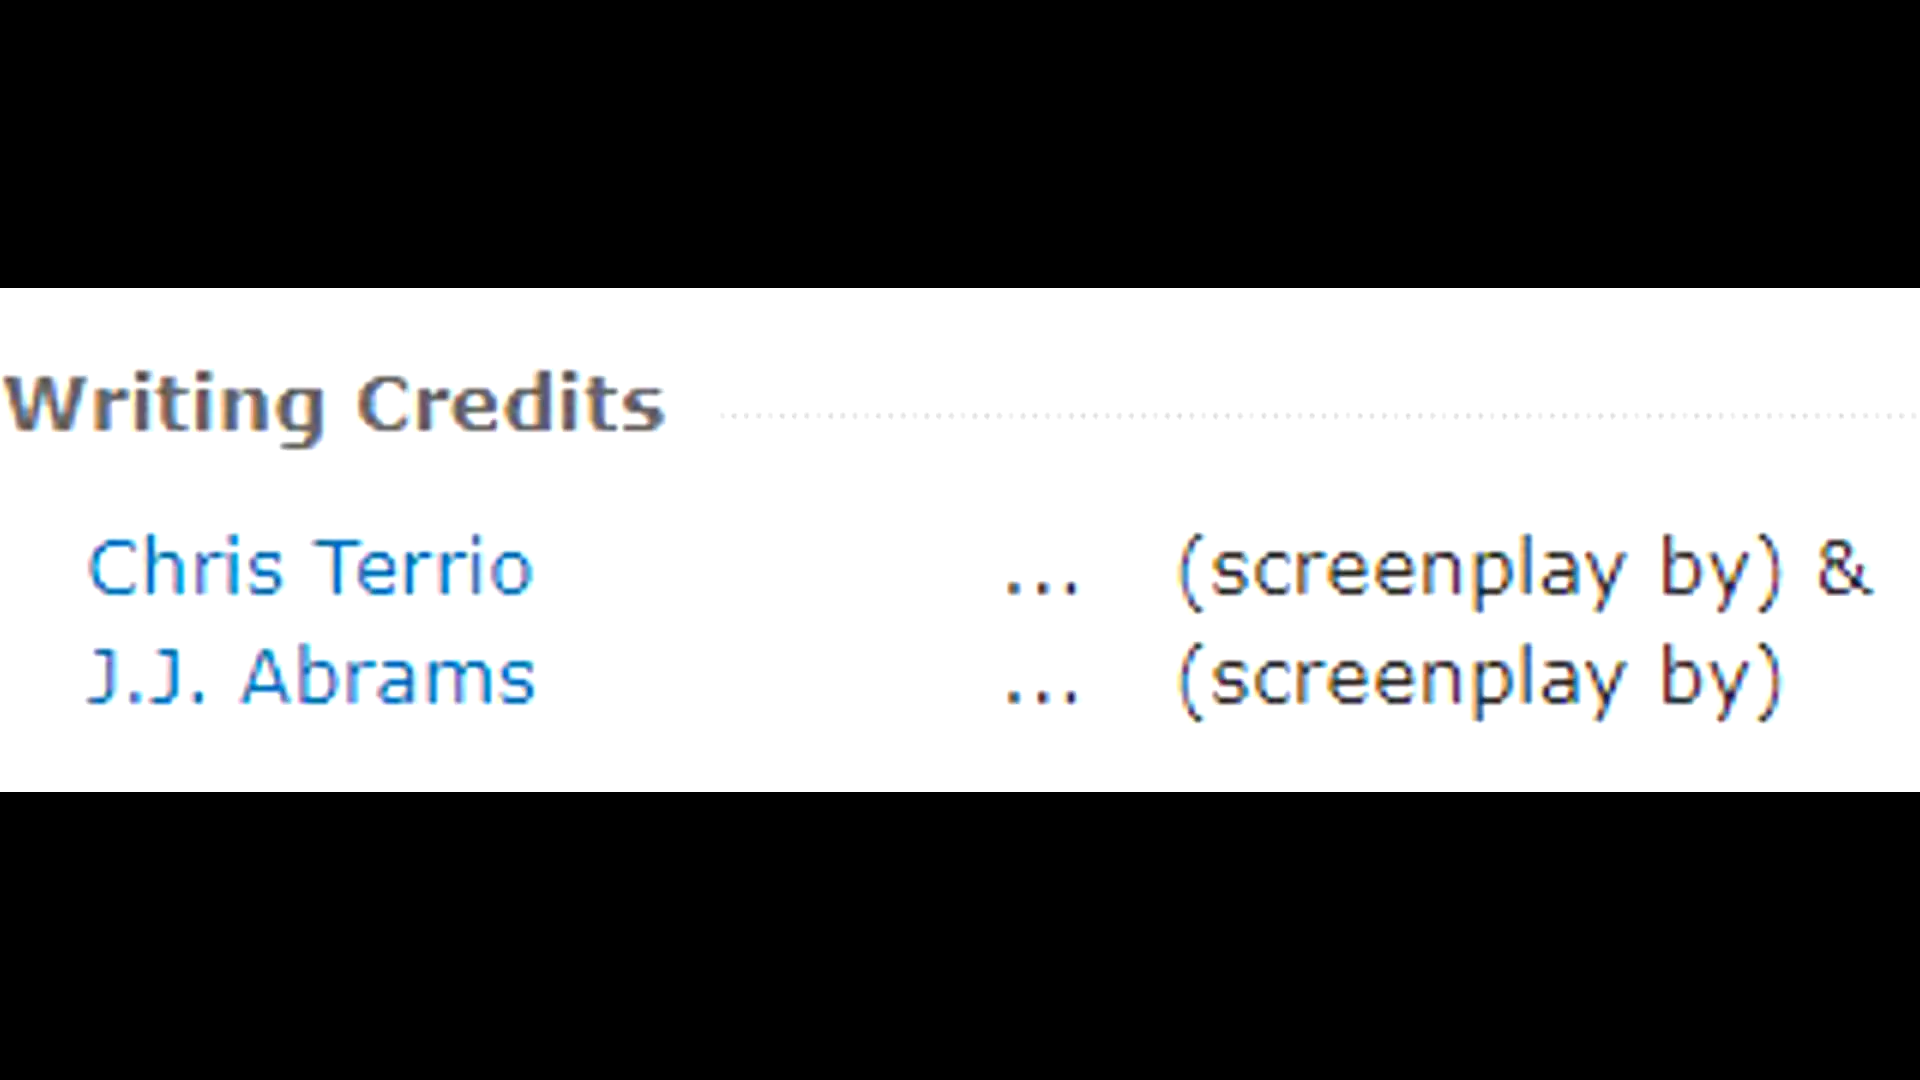 Writing Credits
Chris Terrio ... (screenplay by) &
J.J. Abrams ... (screenplay by)